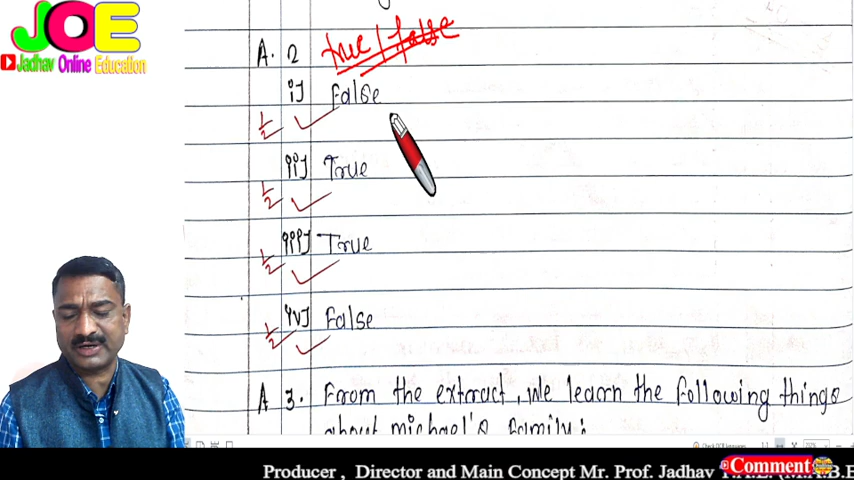 JOE
Jadhav Online Education
A. 2 True / false
i] False
1/2
ii] True
1/2
iii] True
1/2
iv] False
1/2
A 3. From the extract, we learn the following things
about michael's family:
Producer , Director and Main Concept Mr. Prof. Jadhav
Comment